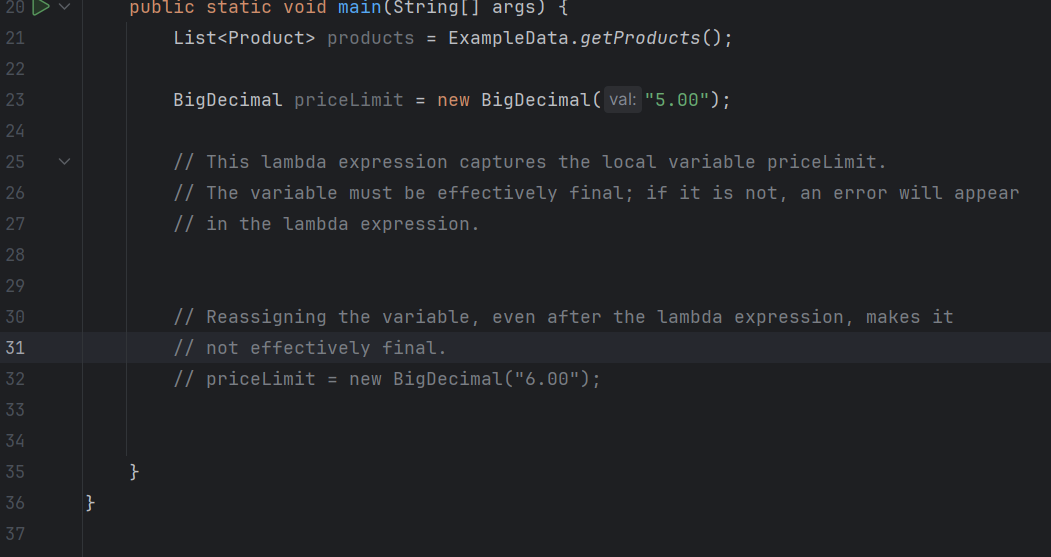 20 public static void main(String[] args) {
21 List<Product> products = ExampleData.getProducts();
22
23 BigDecimal priceLimit = new BigDecimal( val: "5.00");
24
25 // This lambda expression captures the local variable priceLimit.
26 // The variable must be effectively final; if it is not, an error will appear
27 // in the lambda expression.
28
29
30 // Reassigning the variable, even after the lambda expression, makes it
31 // not effectively final.
32 // priceLimit = new BigDecimal("6.00");
33
34
35 }
36 }
37